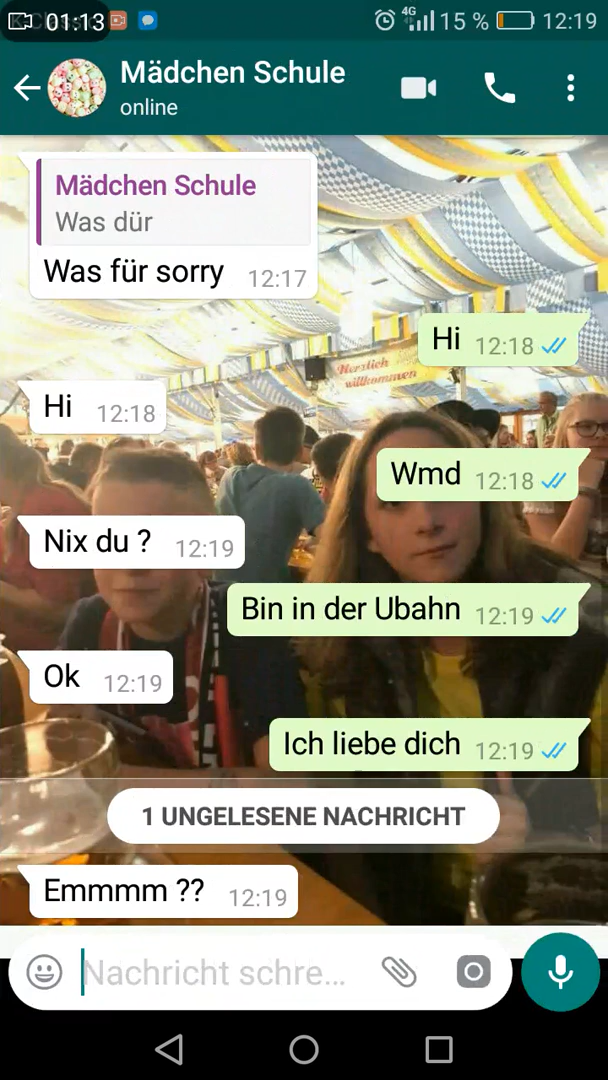 01:13
4G 15 % 12:19
Mädchen Schule
online
Mädchen Schule
Was dür
Was für sorry 12:17
Hi 12:18
Herzlich
willkommen
Hi 12:18
Wmd 12:18
Nix du ? 12:19
Bin in der Ubahn 12:19
Ok 12:19
Ich liebe dich 12:19
1 UNGELESENE NACHRICHT
Emmmm ?? 12:19
Nachricht schre...